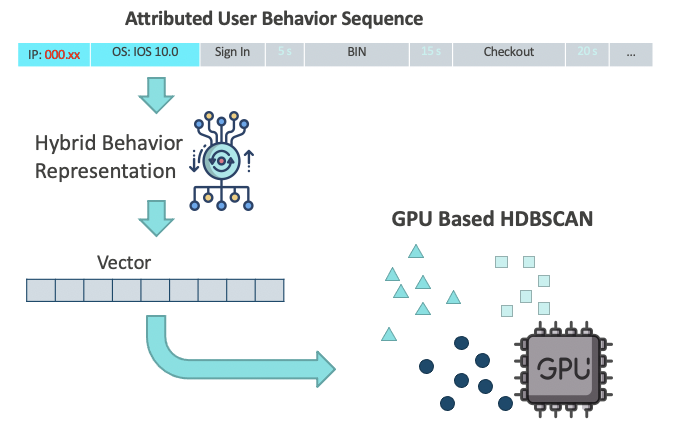 Attributed User Behavior Sequence
IP: 000.xx OS: IOS 10.0 Sign In 5 s BIN 15 s Checkout 20 s ...
Hybrid Behavior
Representation
GPU Based HDBSCAN
Vector
GPU